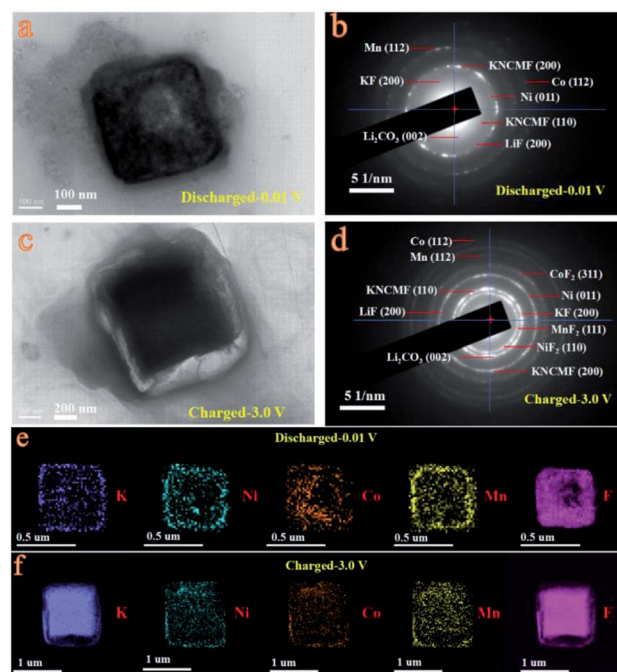 a
100 nm
100 nm
Discharged-0.01 V
b
Mn (112)
KNCMF (200)
KF (200)
Co (112)
Ni (011)
KNCMF (110)
Li₂CO₃ (002)
LiF (200)
5 1/nm
Discharged-0.01 V
c
200 nm
200 nm
Charged-3.0 V
d
Co (112)
Mn (112)
CoF₂ (311)
KNCMF (110)
Ni (011)
LiF (200)
KF (200)
MnF₂ (111)
NiF₂ (110)
Li₂CO₃ (002)
KNCMF (200)
5 1/nm
Charged-3.0 V
e
Discharged-0.01 V
K
Ni
Co
Mn
F
0.5 um
0.5 um
0.5 um
0.5 um
0.5 um
f
Charged-3.0 V
K
Ni
Co
Mn
F
1 um
1 um
1 um
1 um
1 um